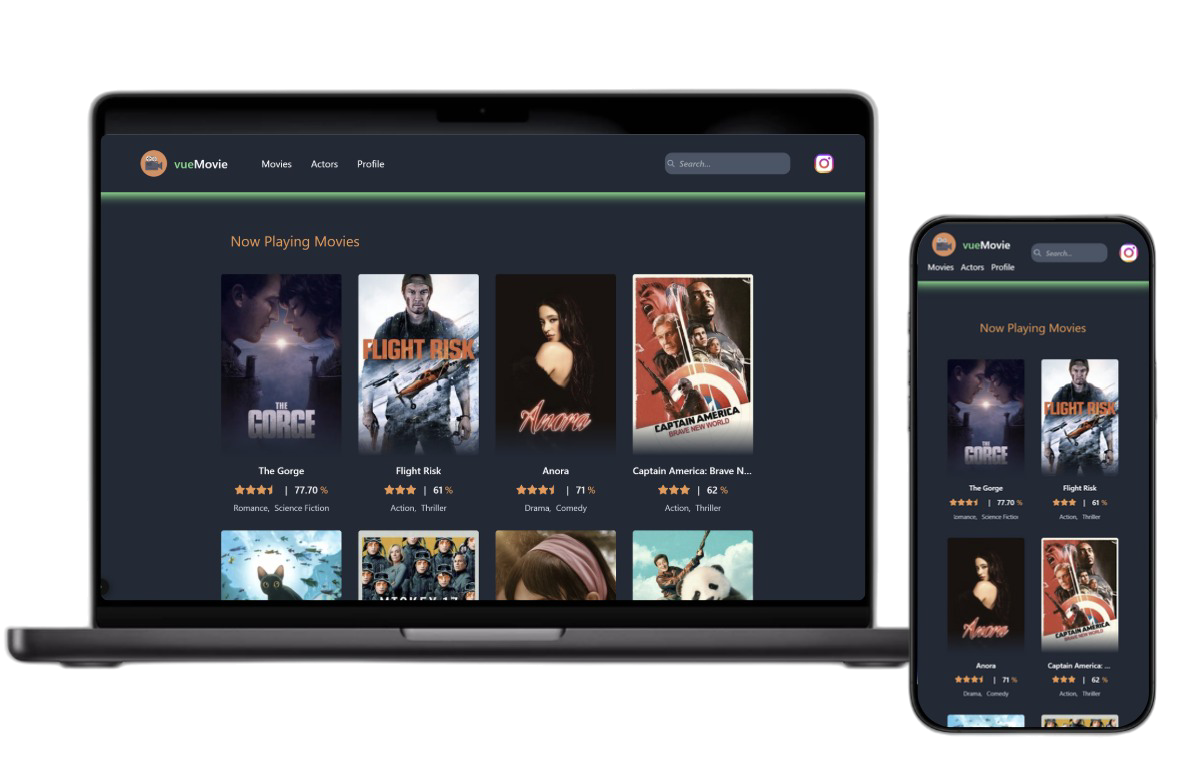 vueMovie Movies Actors Profile Search...
Now Playing Movies
THE GORGE
FLIGHT RISK
Anora
CAPTAIN AMERICA
BRAVE NEW WORLD
The Gorge Flight Risk Anora Captain America: Brave N...
| 77.70 % | 61 % | 71 % | 62 %
Romance, Science Fiction Action, Thriller Drama, Comedy Action, Thriller
MICKEY 17
vueMovie Search...
Movies Actors Profile
Now Playing Movies
THE GORGE
FLIGHT RISK
The Gorge Flight Risk
| 77.70 % | 61 %
Romance, Science Fiction Action, Thriller
Anora
CAPTAIN AMERICA
BRAVE NEW WORLD
Anora Captain America: ...
| 71 % | 62 %
Drama, Comedy Action, Thriller